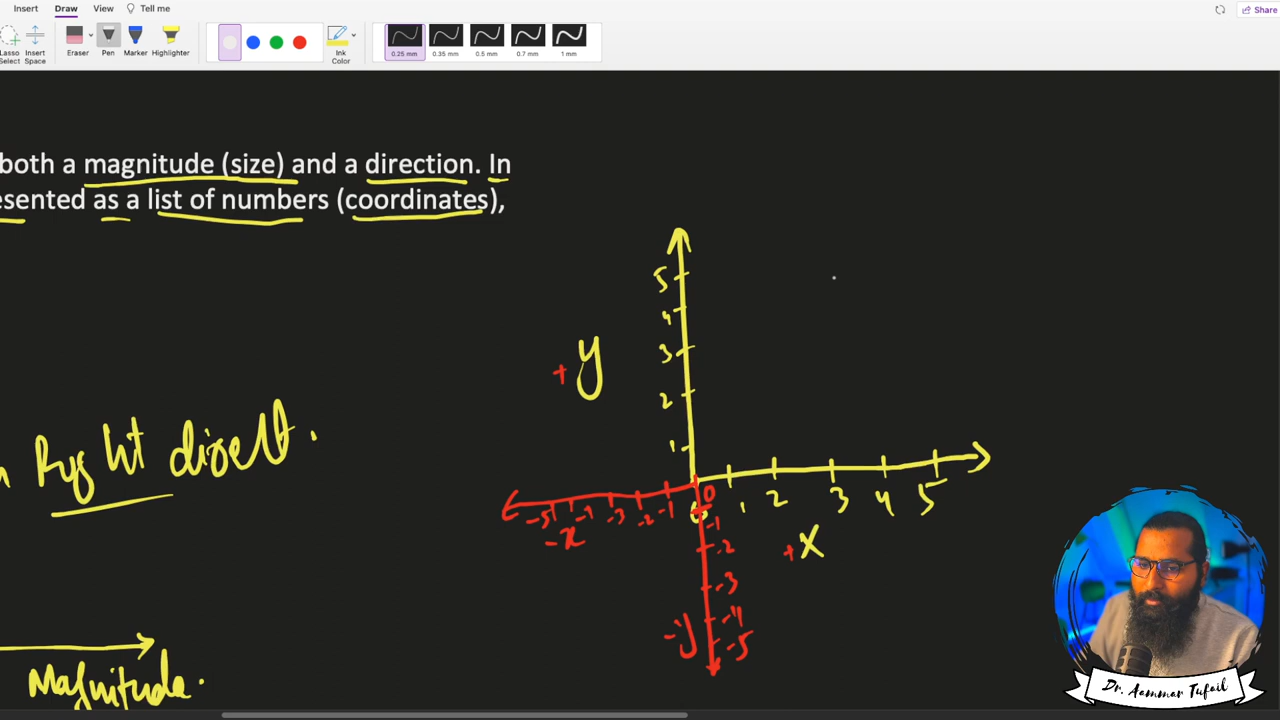 Insert Draw View Tell me
Share
Lasso Select
Insert Space
Eraser
Pen
Marker
Highlighter
Ink Color
0.25 mm
0.35 mm
0.5 mm
0.7 mm
1 mm
both a magnitude (size) and a direction. In
esented as a list of numbers (coordinates),
5
4
3
2
1
+ y
Right direct.
-5 -3 -2 -1
0
1 2 3 4 5
-x
+ x
-1
-2
-3
-4
-5
-y
Magnitude.
Dr. Aammar Tufail